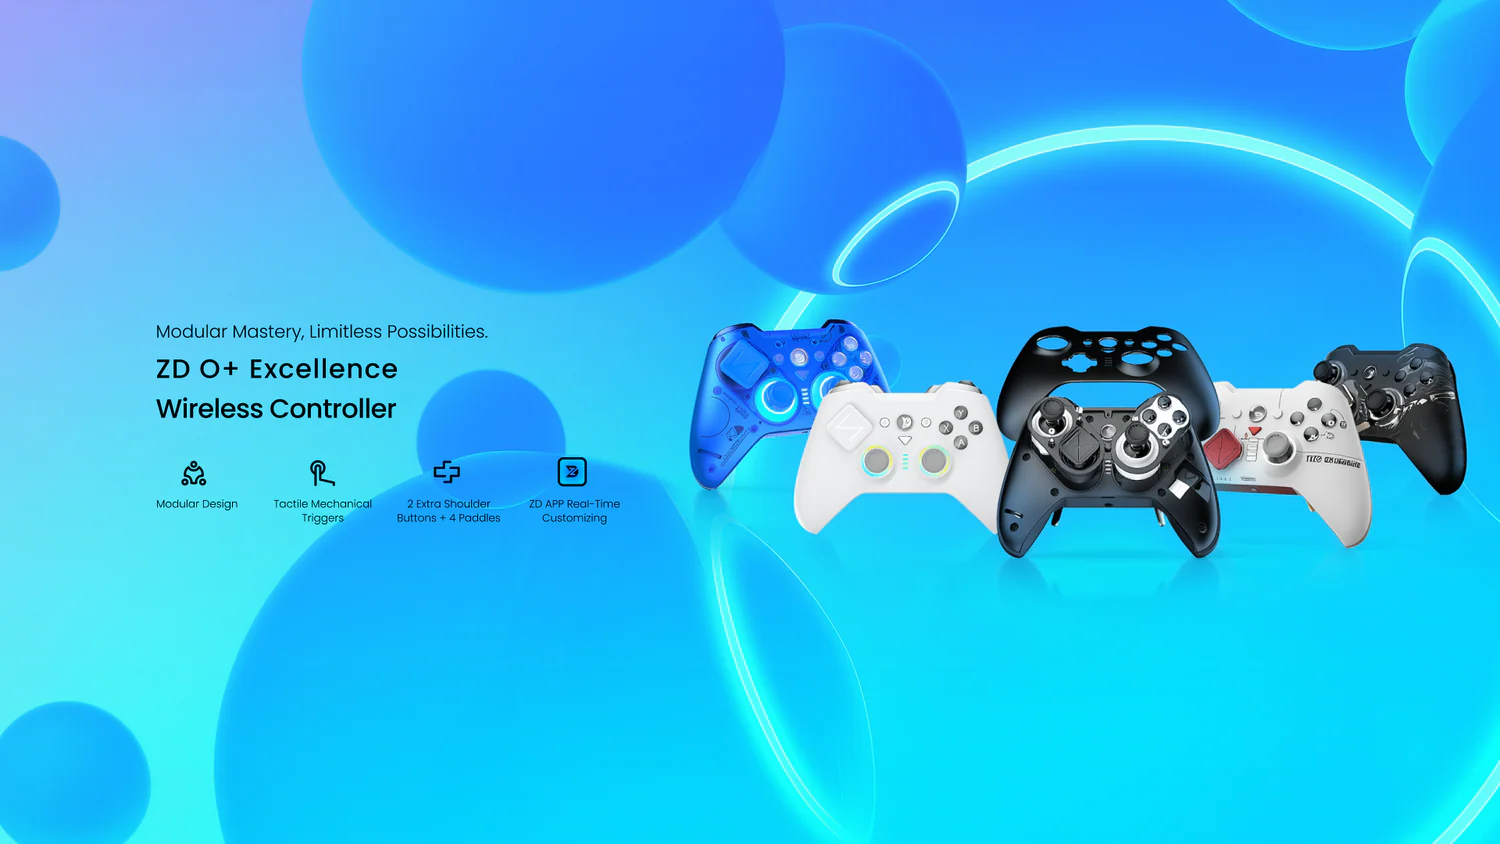 Modular Mastery, Limitless Possibilities.
ZD O+ Excellence
Wireless Controller
Modular Design
Tactile Mechanical
Triggers
2 Extra Shoulder
Buttons + 4 Paddles
ZD APP Real-Time
Customizing
Y
X
B
A